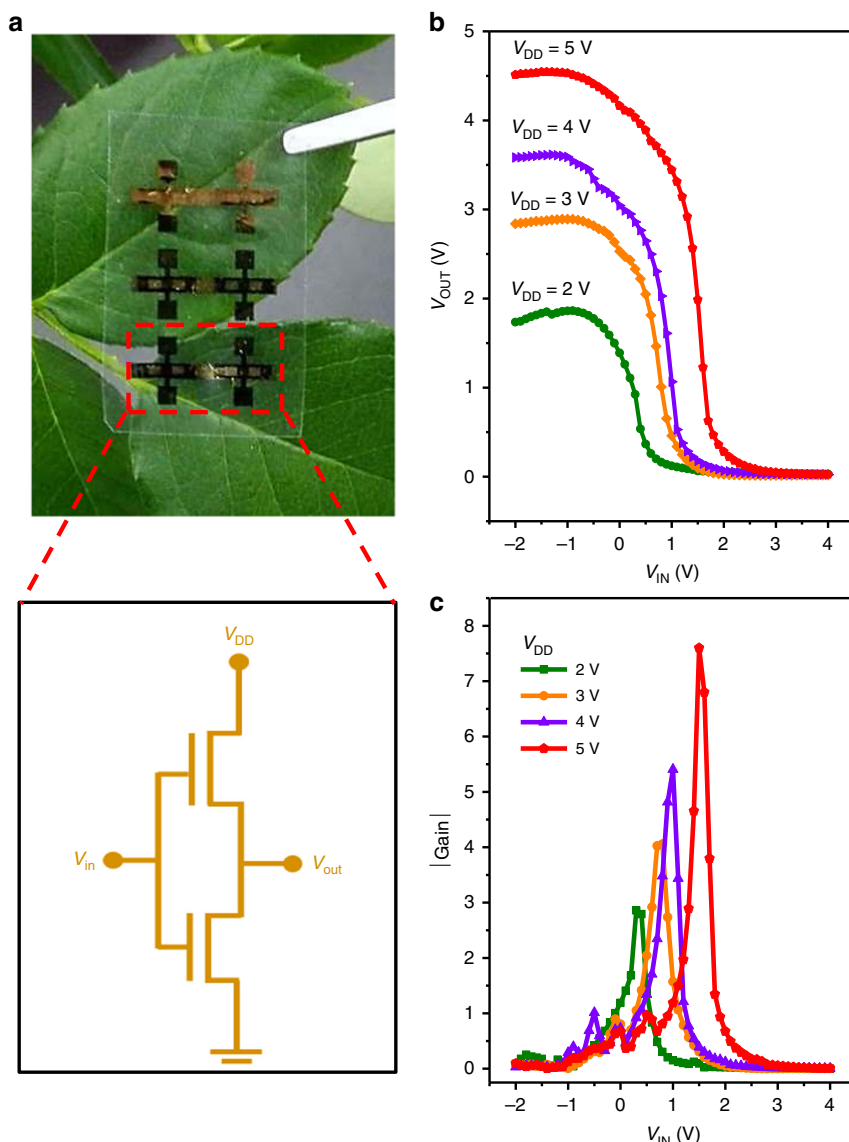 a
V_DD
V_in
V_out
b
V_DD = 5 V
V_DD = 4 V
V_DD = 3 V
V_DD = 2 V
5
4
3
2
1
0
V_OUT (V)
–2 –1 0 1 2 3 4
V_IN (V)
c
V_DD
2 V
3 V
4 V
5 V
8
7
6
5
4
3
2
1
0
|Gain|
–2 –1 0 1 2 3 4
V_IN (V)